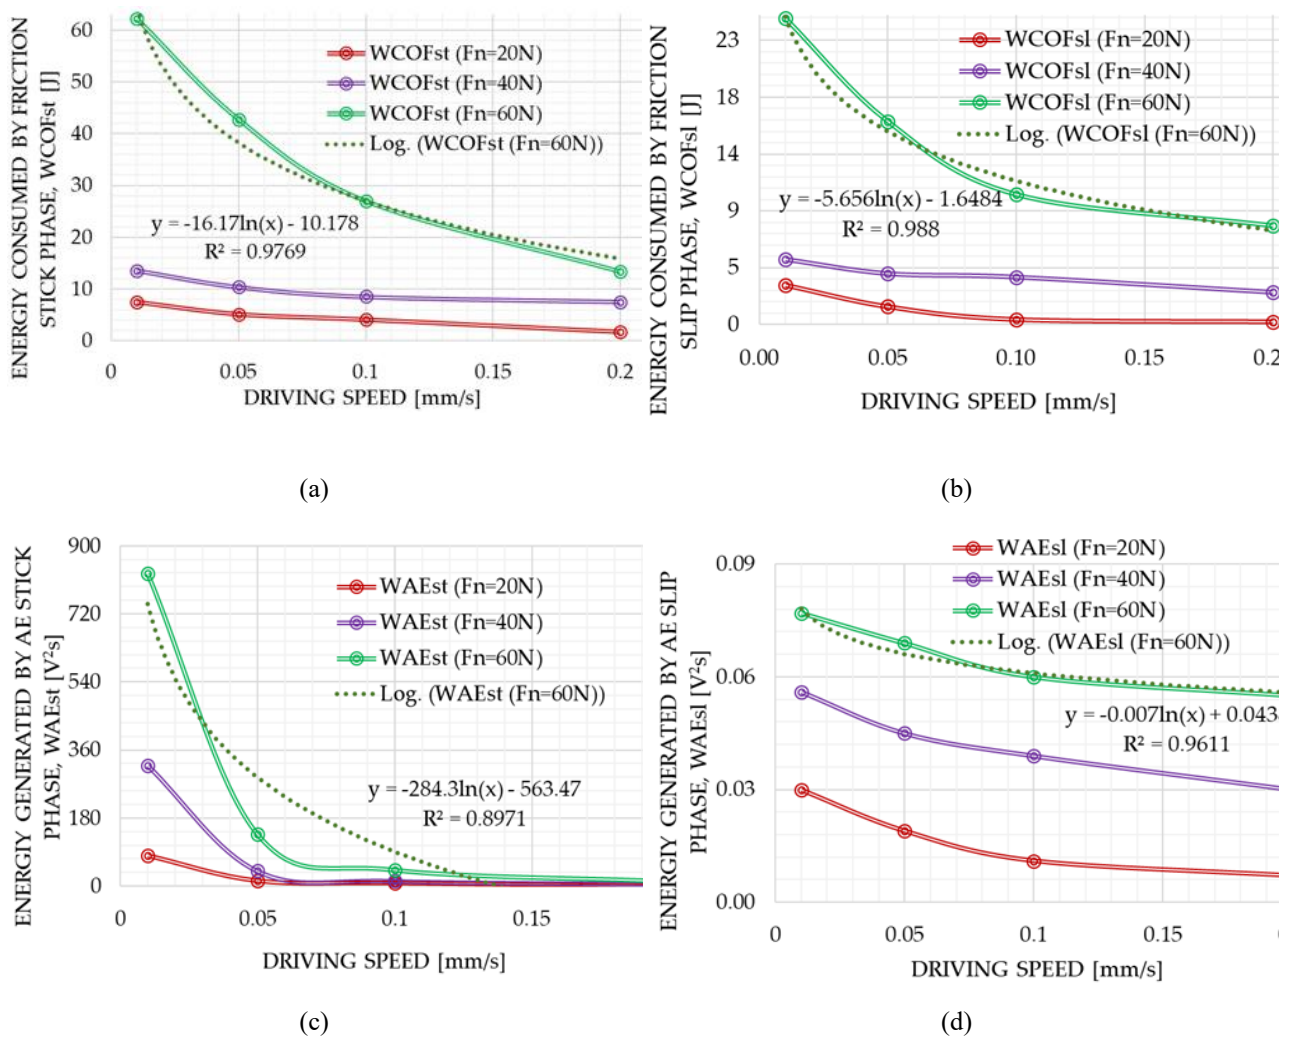 ENERGIY CONSUMED BY FRICTION
STICK PHASE, WCOFst [J]
60
50
40
30
20
10
0
WCOFst (Fn=20N)
WCOFst (Fn=40N)
WCOFst (Fn=60N)
Log. (WCOFst (Fn=60N))
y = -16.17ln(x) - 10.178
R² = 0.9769
0 0.05 0.1 0.15 0.2
DRIVING SPEED [mm/s]
(a)
ENERGIY CONSUMED BY FRICTION
SLIP PHASE, WCOFsl [J]
23
18
14
9
5
0
WCOFsl (Fn=20N)
WCOFsl (Fn=40N)
WCOFsl (Fn=60N)
Log. (WCOFsl (Fn=60N))
y = -5.656ln(x) - 1.6484
R² = 0.988
0.00 0.05 0.10 0.15 0.2
DRIVING SPEED [mm/s]
(b)
ENERGIY GENERATED BY AE STICK
PHASE, WAEst [V²s]
900
720
540
360
180
0
WAEst (Fn=20N)
WAEst (Fn=40N)
WAEst (Fn=60N)
Log. (WAEst (Fn=60N))
y = -284.3ln(x) - 563.47
R² = 0.8971
0 0.05 0.1 0.15
DRIVING SPEED [mm/s]
(c)
ENERGIY GENERATED BY AE SLIP
PHASE, WAEsl [V²s]
0.09
0.06
0.03
0.00
WAEsl (Fn=20N)
WAEsl (Fn=40N)
WAEsl (Fn=60N)
Log. (WAEsl (Fn=60N))
y = -0.007ln(x) + 0.043
R² = 0.9611
0 0.05 0.1 0.15
DRIVING SPEED [mm/s]
(d)